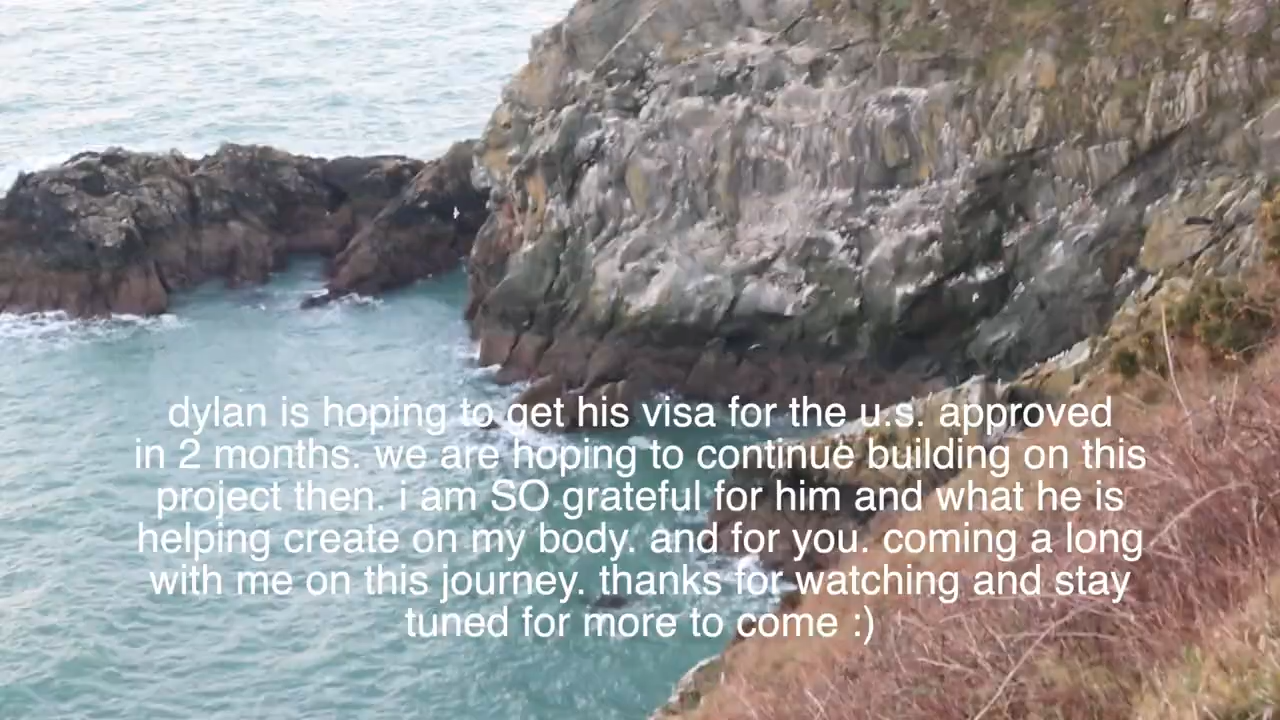 dylan is hoping to get his visa for the u.s. approved
in 2 months. we are hoping to continue building on this
project then. i am SO grateful for him and what he is
helping create on my body. and for you. coming a long
with me on this journey. thanks for watching and stay
tuned for more to come :)